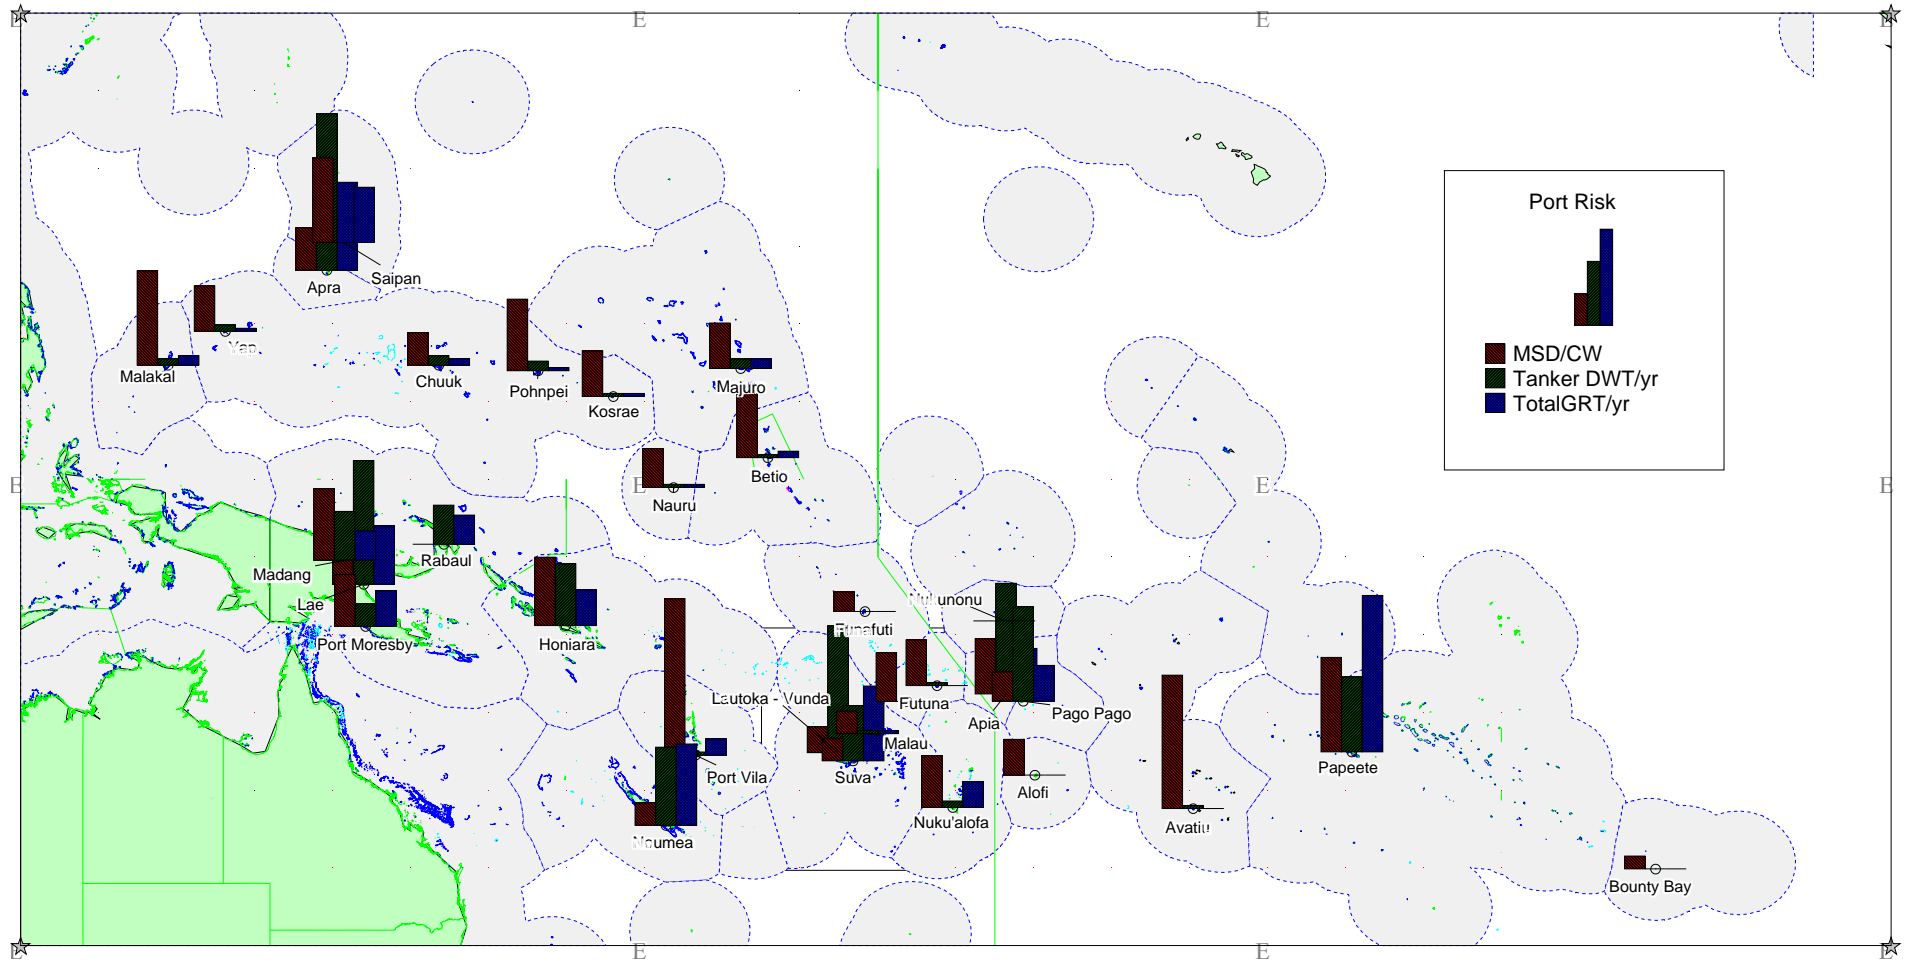 E
E
E
E
Port Risk
MSD/CW
Tanker DWT/yr
TotalGRT/yr
Saipan
Apra
Yap
Malakal
Chuuk
Pohnpei
Kosrae
Majuro
Betio
Nauru
E
E
E
E
Rabaul
Madang
Lae
Port Moresby
Honiara
Nukunonu
Funafuti
Lautoka - Vunda
Futuna
Apia
Pago Pago
Malau
Suva
Port Vila
Alofi
Nuku'alofa
Avatiu
Papeete
Noumea
Bounty Bay
E
E
E
E